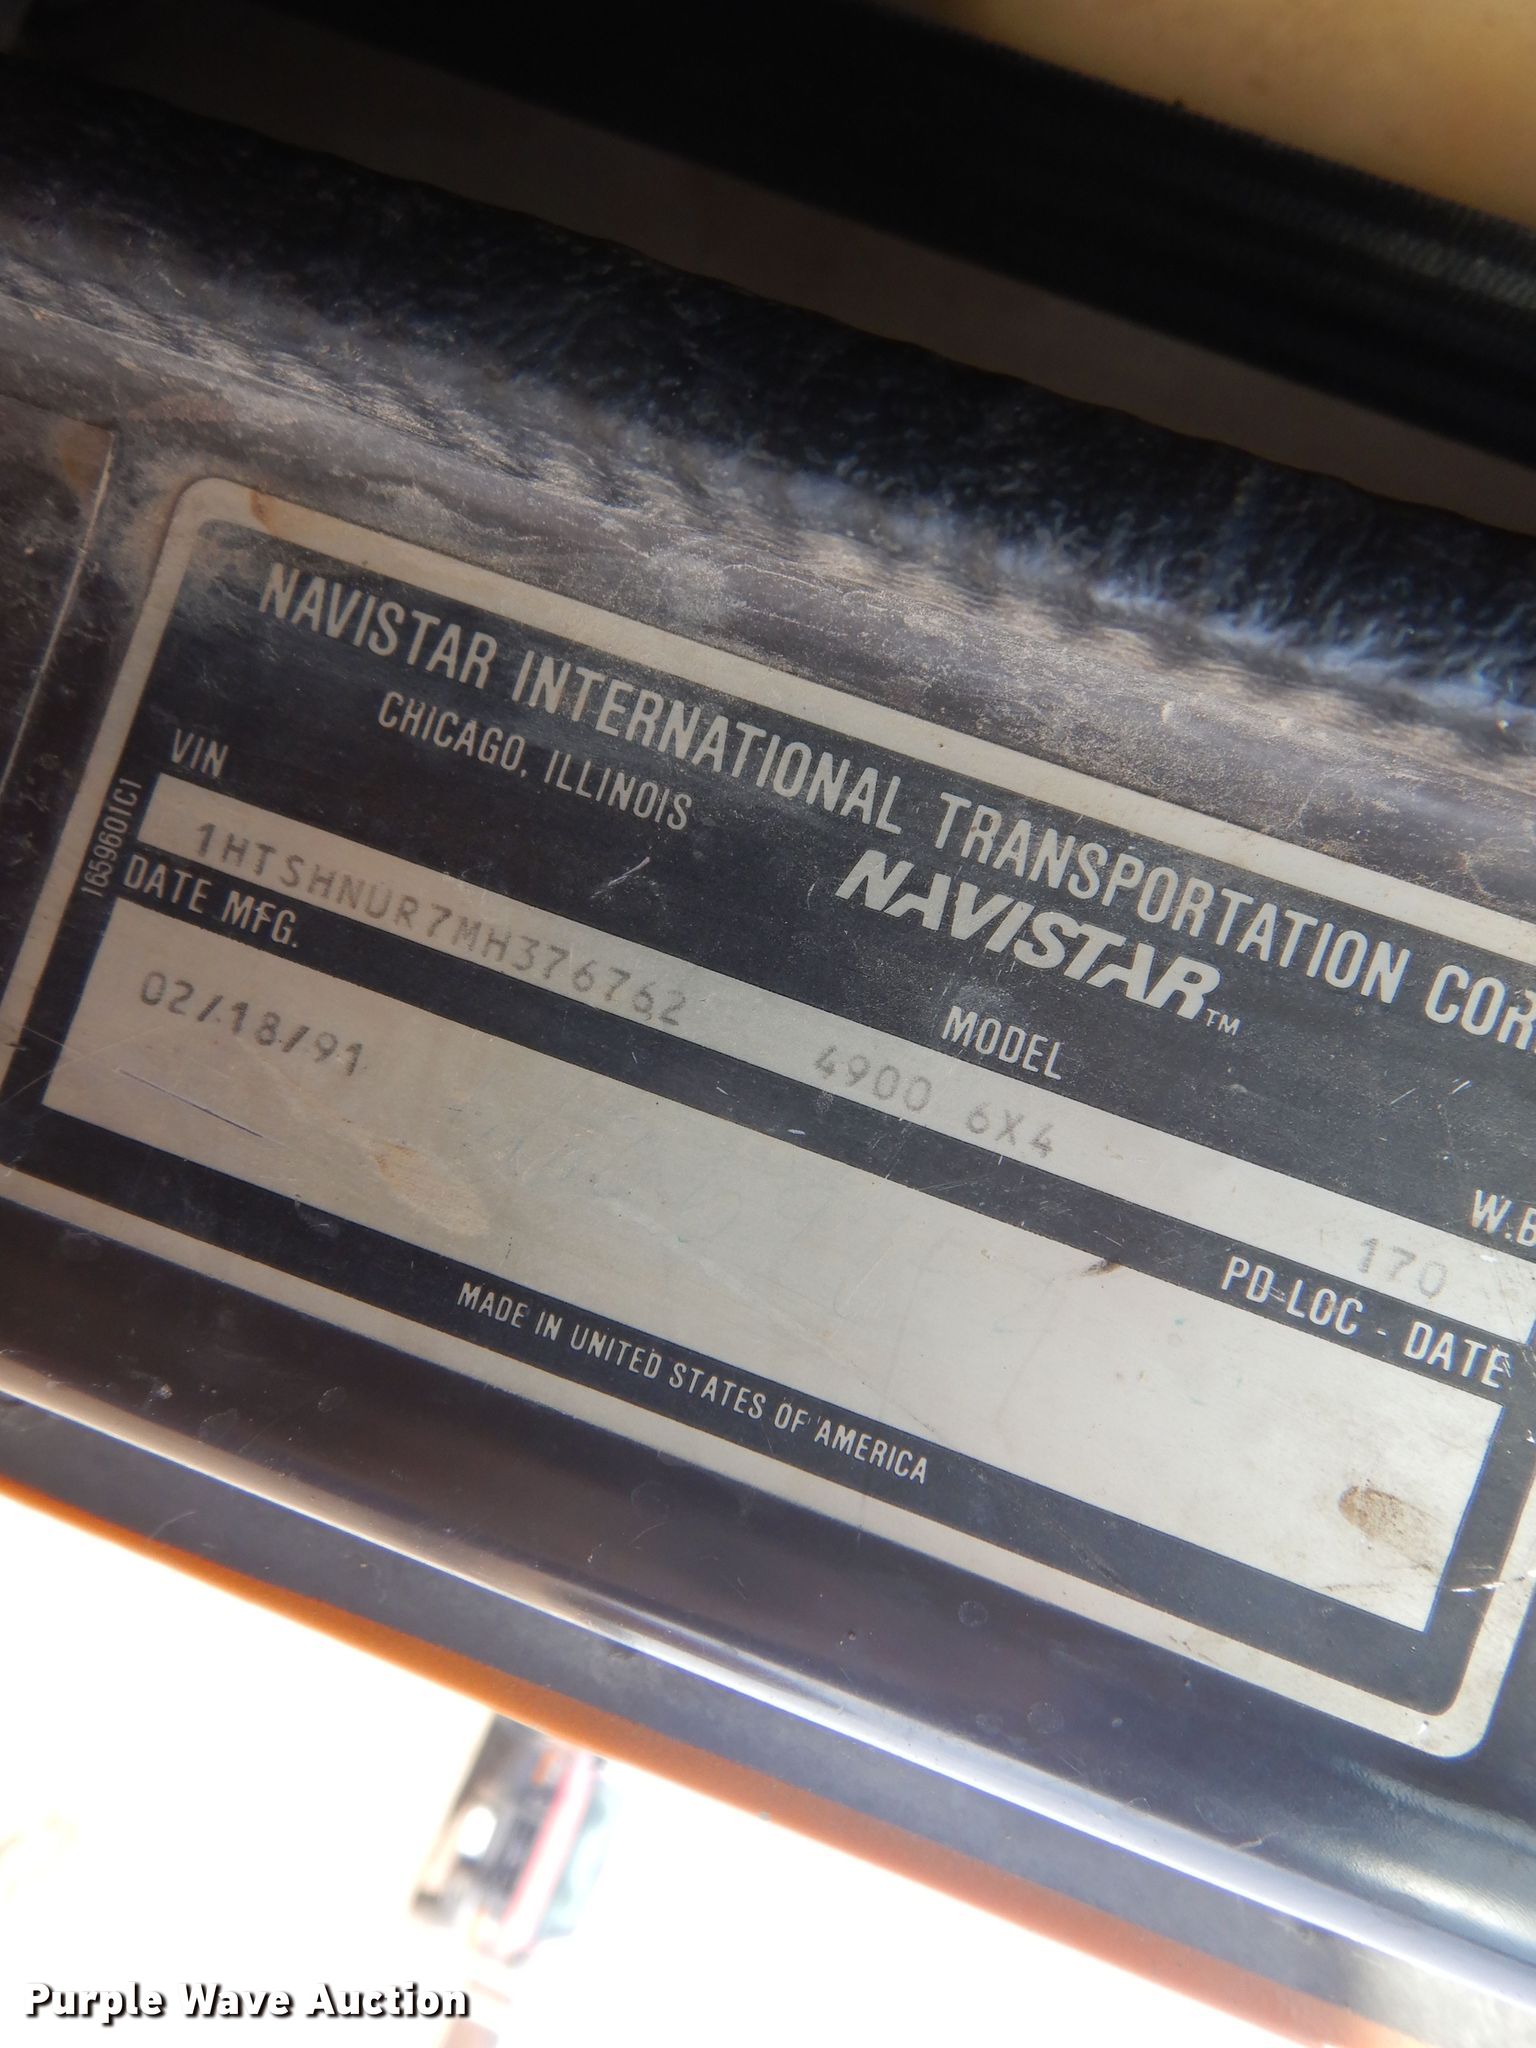 NAVISTAR INTERNATIONAL TRANSPORTATION COR
CHICAGO, ILLINOIS
NAVISTAR™
VIN
MODEL
W.B
1HTSHNUR7MH376762
4900 6X4
170
DATE MFG.
PD-LOC - DATE
02/18/91
MADE IN UNITED STATES OF AMERICA
1659601C1
Purple Wave Auction